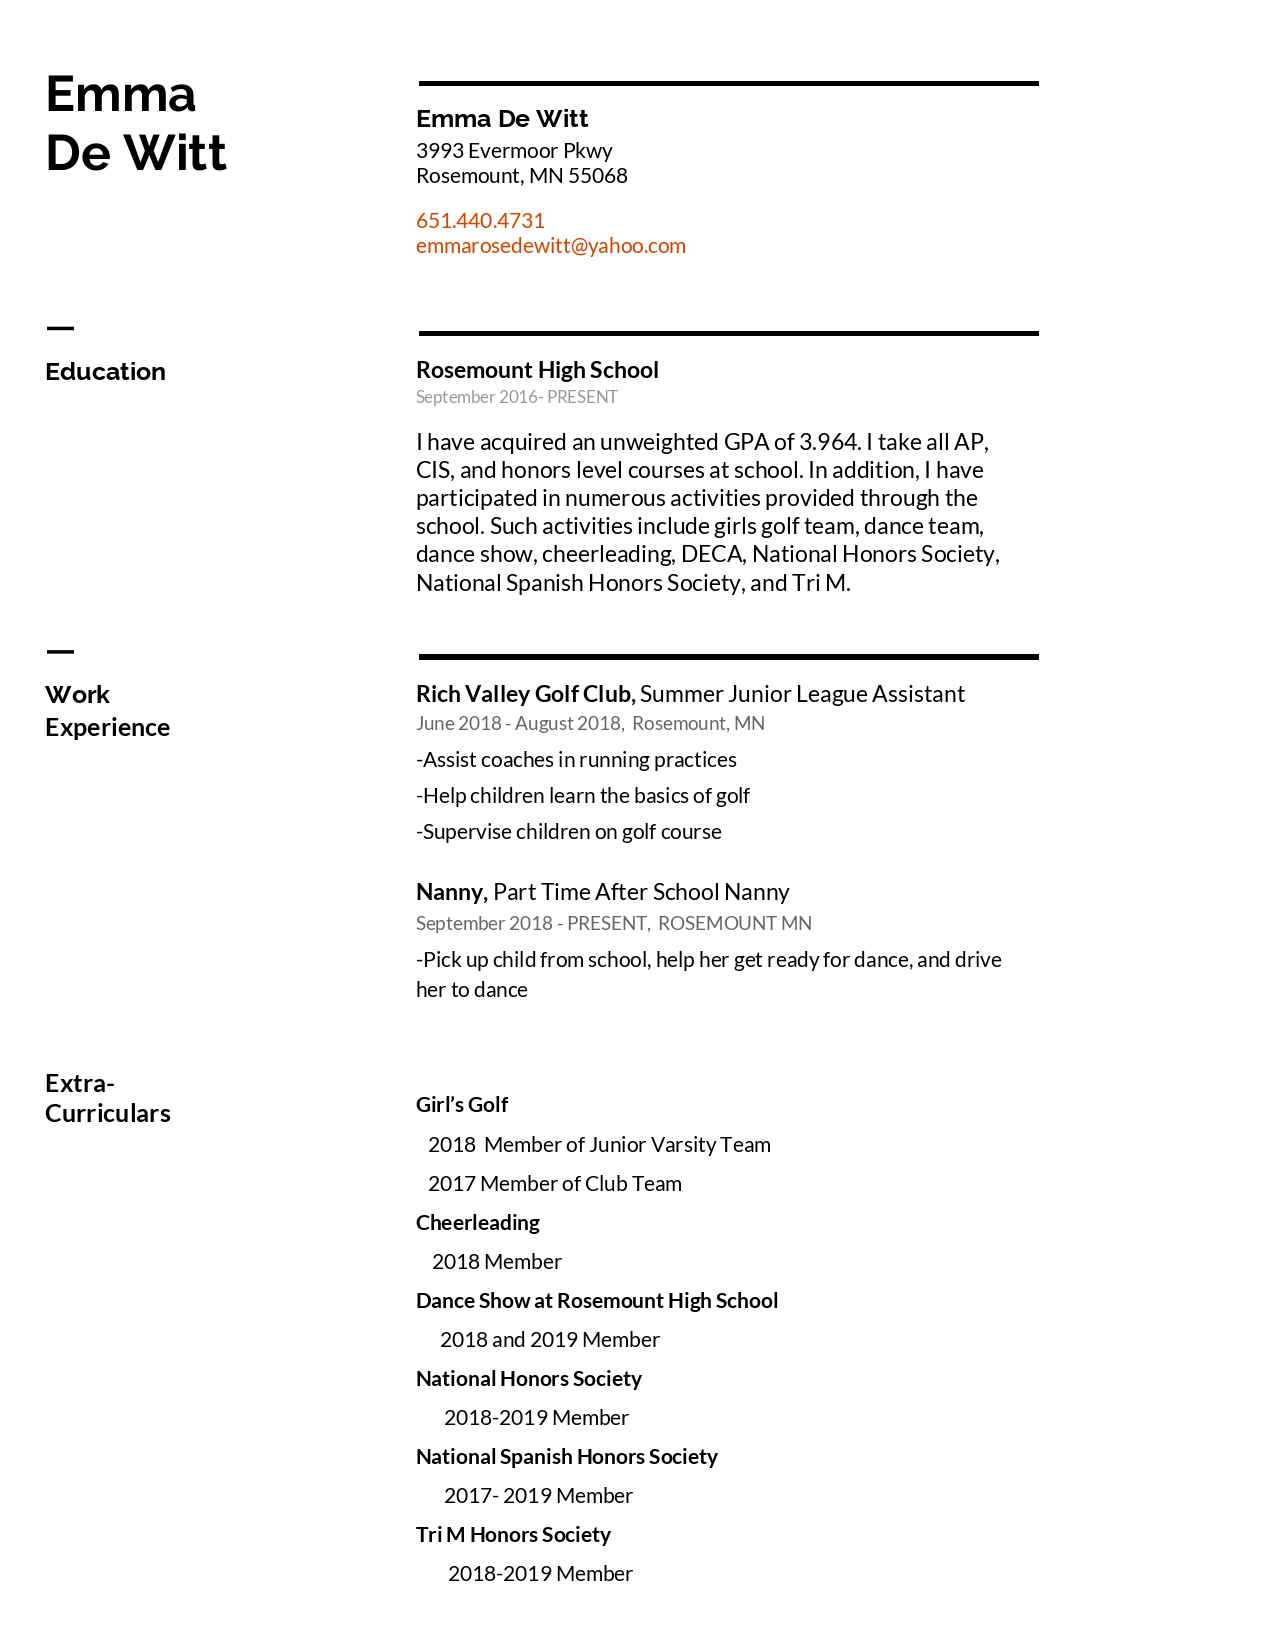 Emma
De Witt
Emma De Witt
3993 Evermoor Pkwy
Rosemount, MN 55068
651.440.4731
emmarosedewitt@yahoo.com
—
Education
Rosemount High School
September 2016- PRESENT
I have acquired an unweighted GPA of 3.964. I take all AP,
CIS, and honors level courses at school. In addition, I have
participated in numerous activities provided through the
school. Such activities include girls golf team, dance team,
dance show, cheerleading, DECA, National Honors Society,
National Spanish Honors Society, and Tri M.
—
Work
Experience
Rich Valley Golf Club, Summer Junior League Assistant
June 2018 - August 2018, Rosemount, MN
-Assist coaches in running practices
-Help children learn the basics of golf
-Supervise children on golf course
Nanny, Part Time After School Nanny
September 2018 - PRESENT, ROSEMOUNT MN
-Pick up child from school, help her get ready for dance, and drive
her to dance
Extra-
Curriculars
Girl’s Golf
2018 Member of Junior Varsity Team
2017 Member of Club Team
Cheerleading
2018 Member
Dance Show at Rosemount High School
2018 and 2019 Member
National Honors Society
2018-2019 Member
National Spanish Honors Society
2017- 2019 Member
Tri M Honors Society
2018-2019 Member